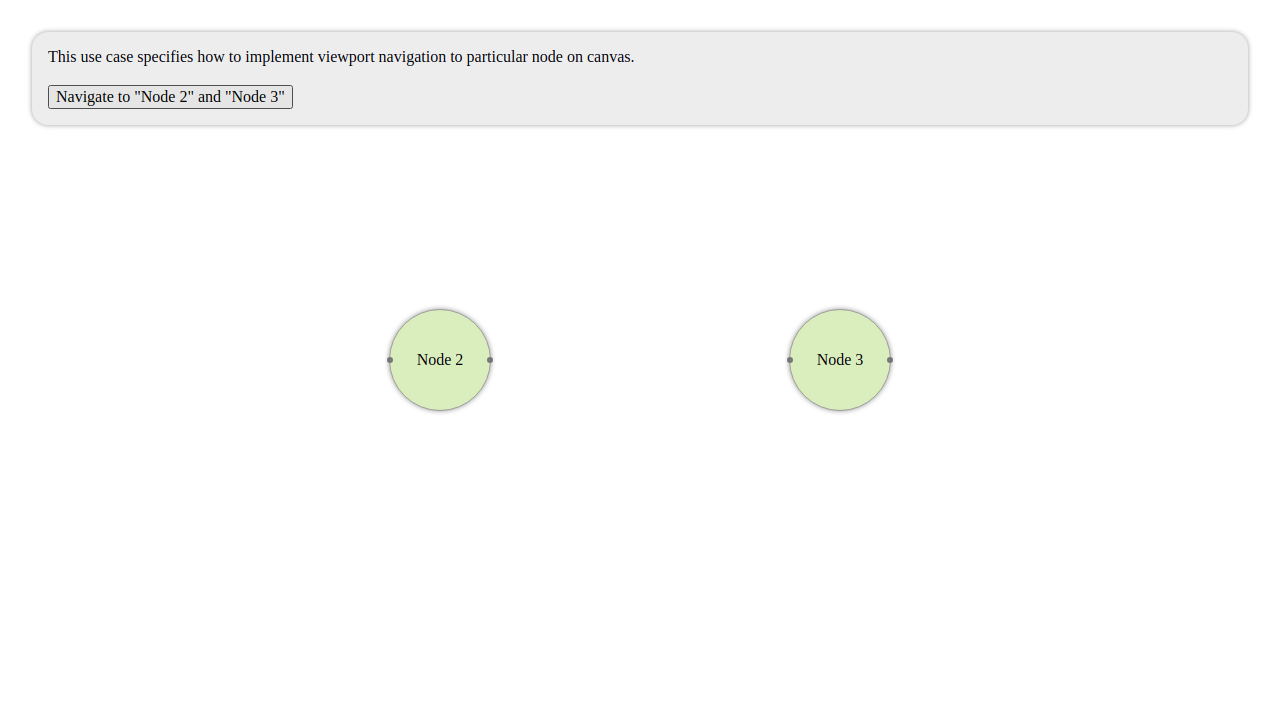 This use case specifies how to implement viewport navigation to particular node on canvas.
Navigate to "Node 2" and "Node 3"
Node 2
Node 3